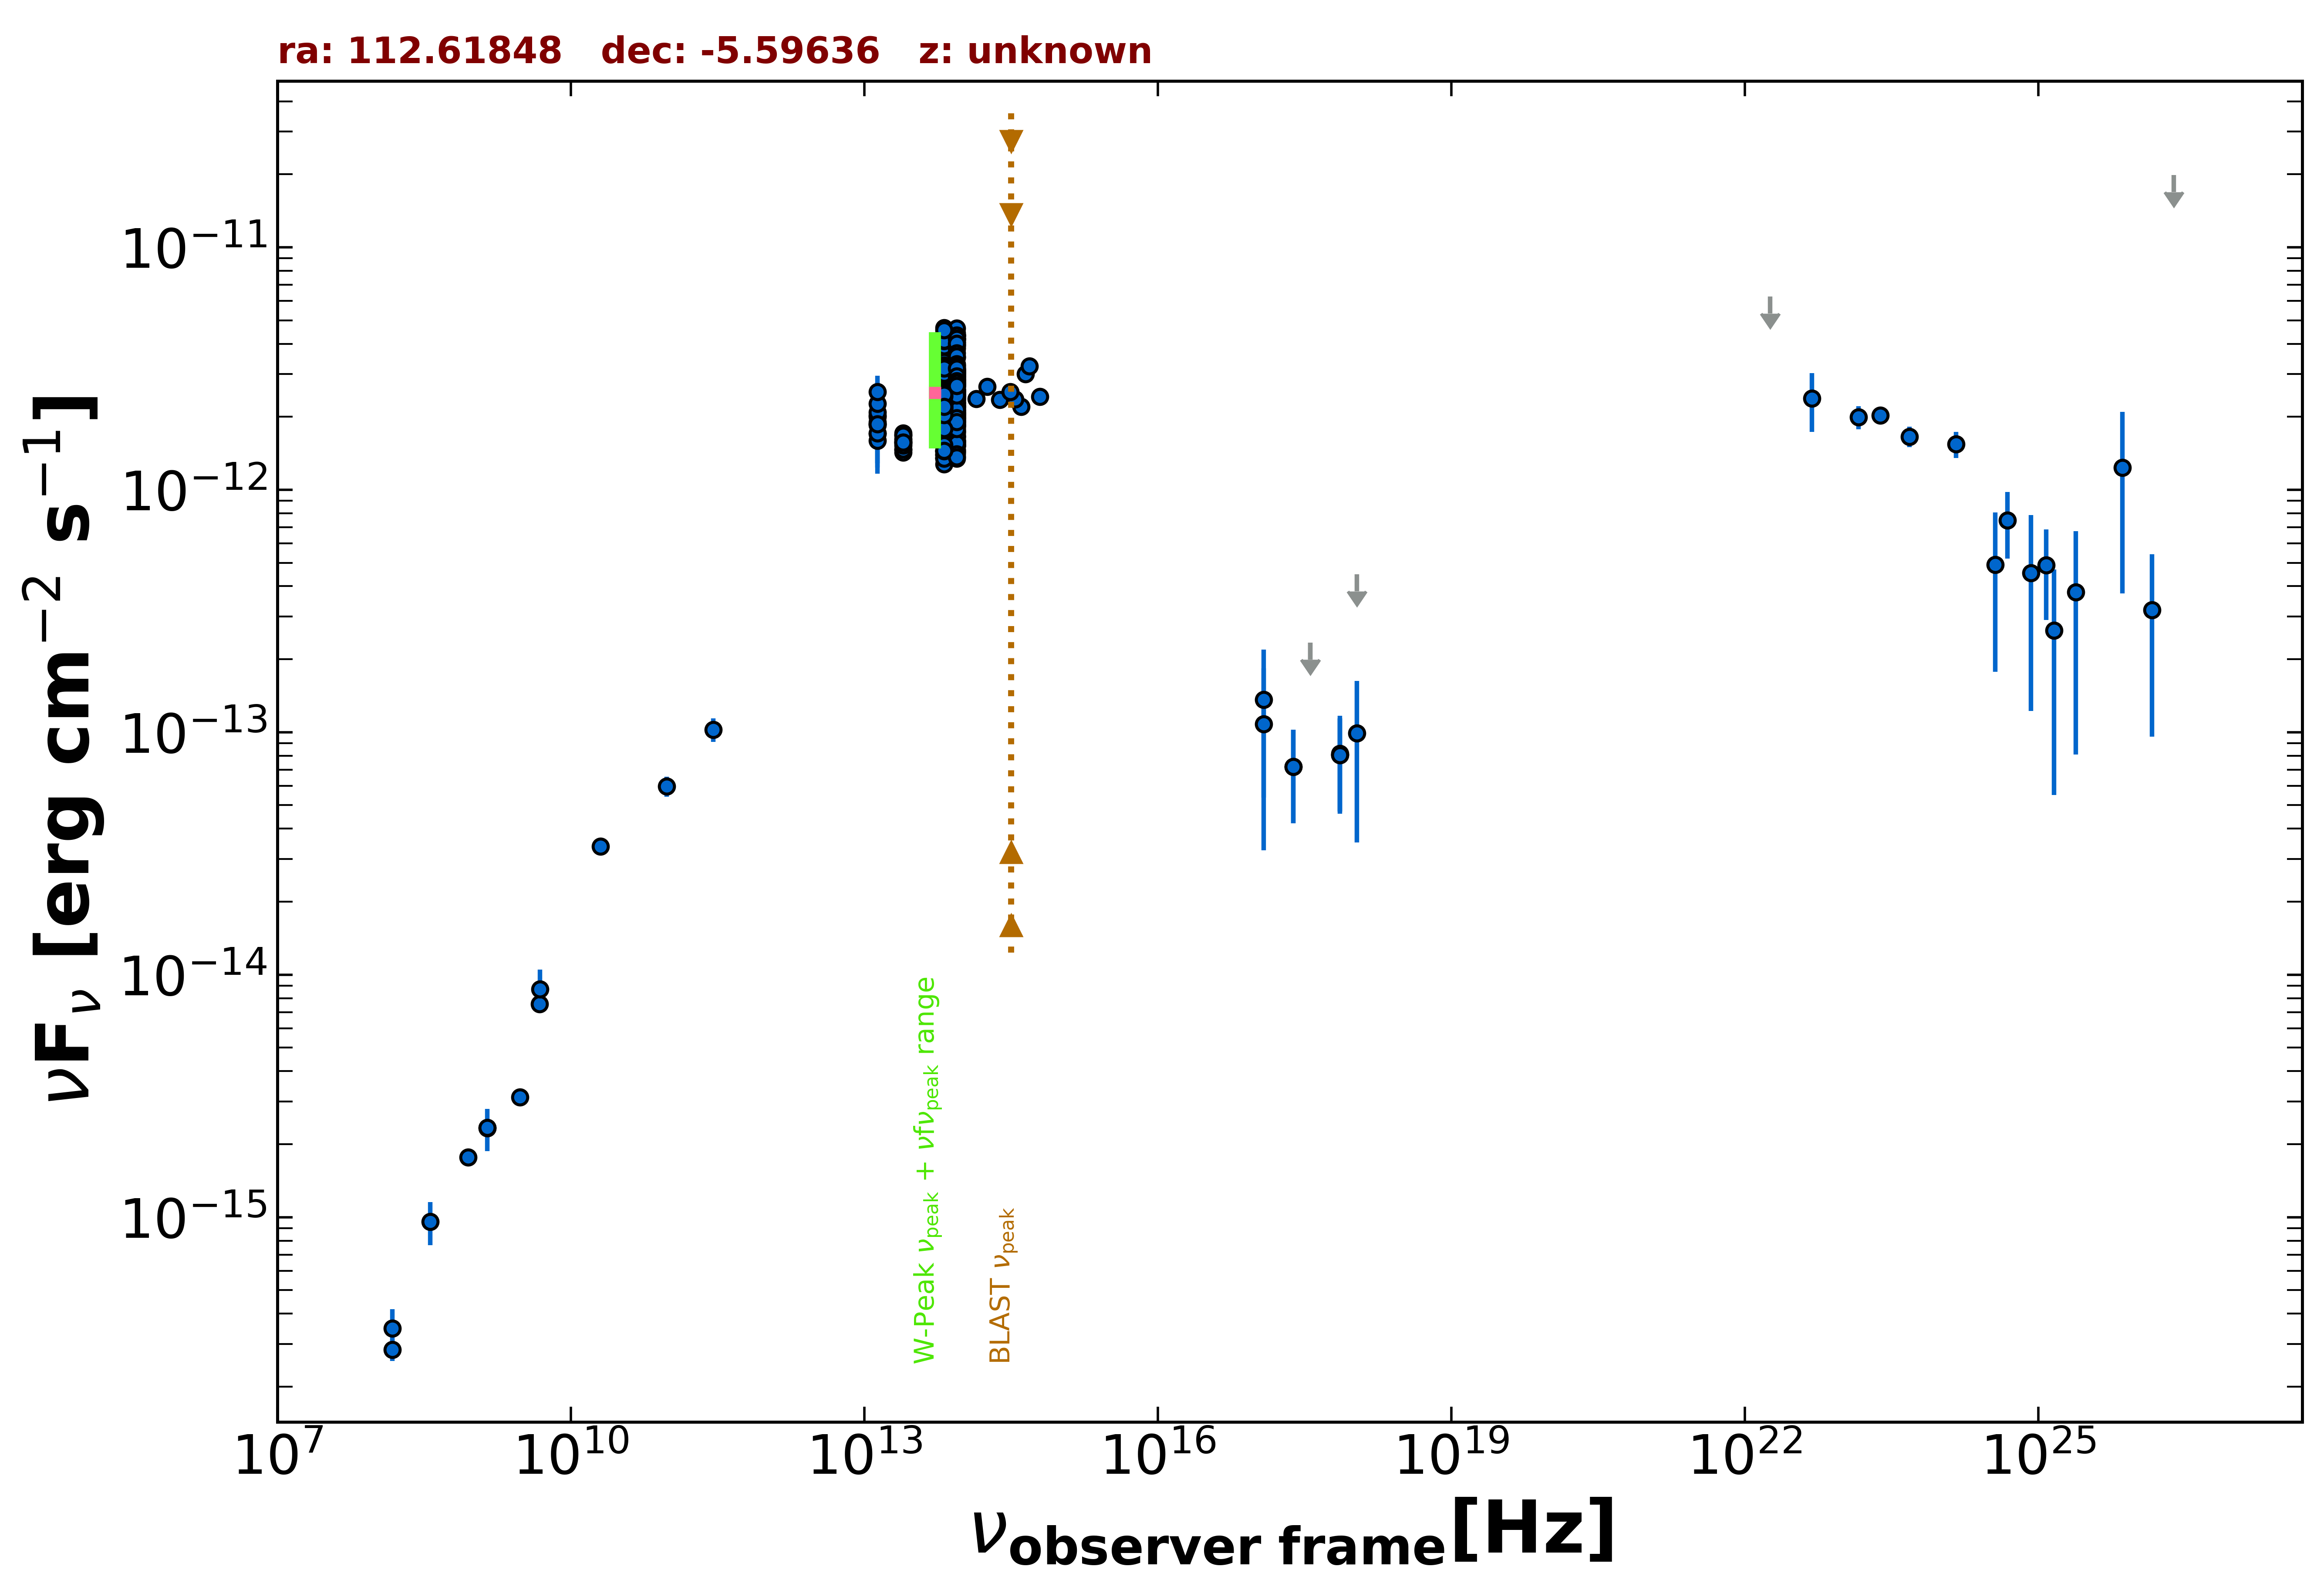 ra: 112.61848 dec: -5.59636 z: unknown
νFν [erg cm⁻² s⁻¹]
10⁻¹¹
10⁻¹²
10⁻¹³
10⁻¹⁴
10⁻¹⁵
W-Peak νpeak + νfνpeak range
BLAST νpeak
10⁷ 10¹⁰ 10¹³ 10¹⁶ 10¹⁹ 10²² 10²⁵
νobserver frame[Hz]